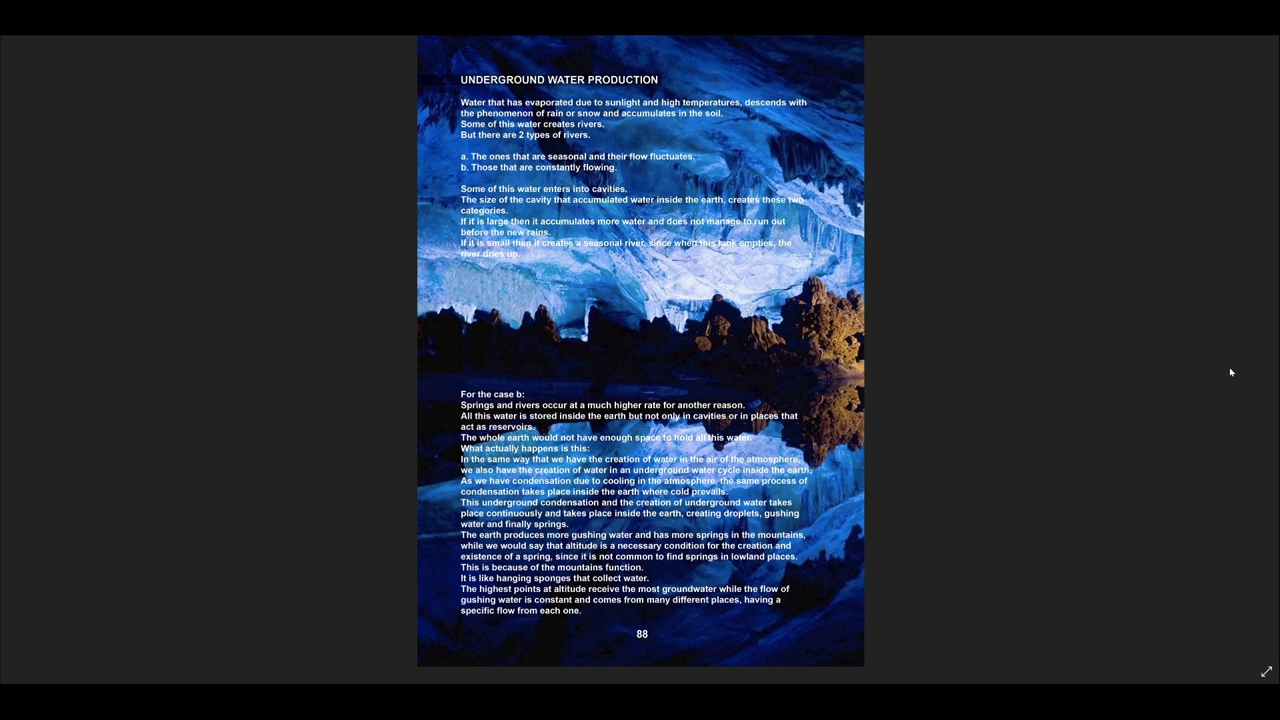 UNDERGROUND WATER PRODUCTION
Water that has evaporated due to sunlight and high temperatures, descends with
the phenomenon of rain or snow and accumulates in the soil.
Some of this water creates rivers.
But there are 2 types of rivers.
a. The ones that are seasonal and their flow fluctuates.
b. Those that are constantly flowing.
Some of this water enters into cavities.
The size of the cavity that accumulated water inside the earth, creates these two
categories.
If it is large then it accumulates more water and does not manage to run out
before the new rains.
If it is small then it creates a seasonal river, since when this tank empties, the
river dries up.
For the case b:
Springs and rivers occur at a much higher rate for another reason.
All this water is stored inside the earth but not only in cavities or in places that
act as reservoirs.
The whole earth would not have enough space to hold all this water.
What actually happens is this:
In the same way that we have the creation of water in the air of the atmosphere,
we also have the creation of water in an underground water cycle inside the earth.
As we have condensation due to cooling in the atmosphere, the same process of
condensation takes place inside the earth where cold prevails.
This underground condensation and the creation of underground water takes
place continuously and takes place inside the earth, creating droplets, gushing
water and finally springs.
The earth produces more gushing water and has more springs in the mountains,
while we would say that altitude is a necessary condition for the creation and
existence of a spring, since it is not common to find springs in lowland places.
This is because of the mountains function.
It is like hanging sponges that collect water.
The highest points at altitude receive the most groundwater while the flow of
gushing water is constant and comes from many different places, having a
specific flow from each one.
88